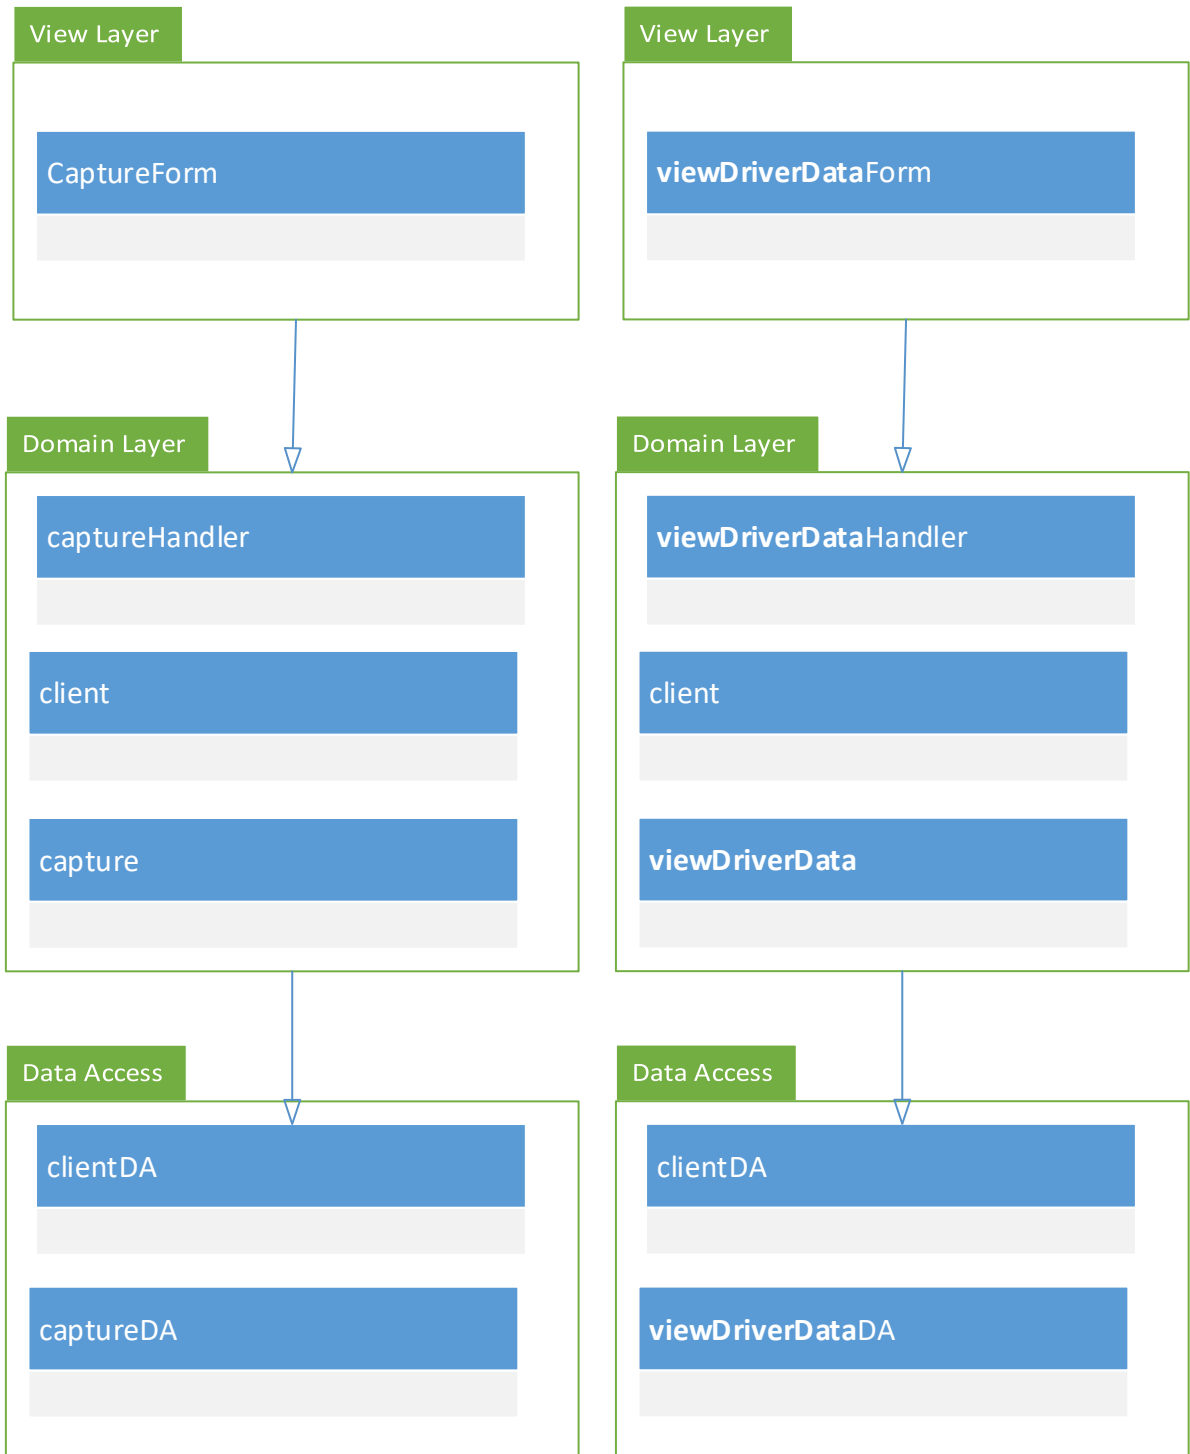 View Layer
CaptureForm
Domain Layer
captureHandler
client
capture
Data Access
clientDA
captureDA
View Layer
viewDriverDataForm
Domain Layer
viewDriverDataHandler
client
viewDriverData
Data Access
clientDA
viewDriverDataDA